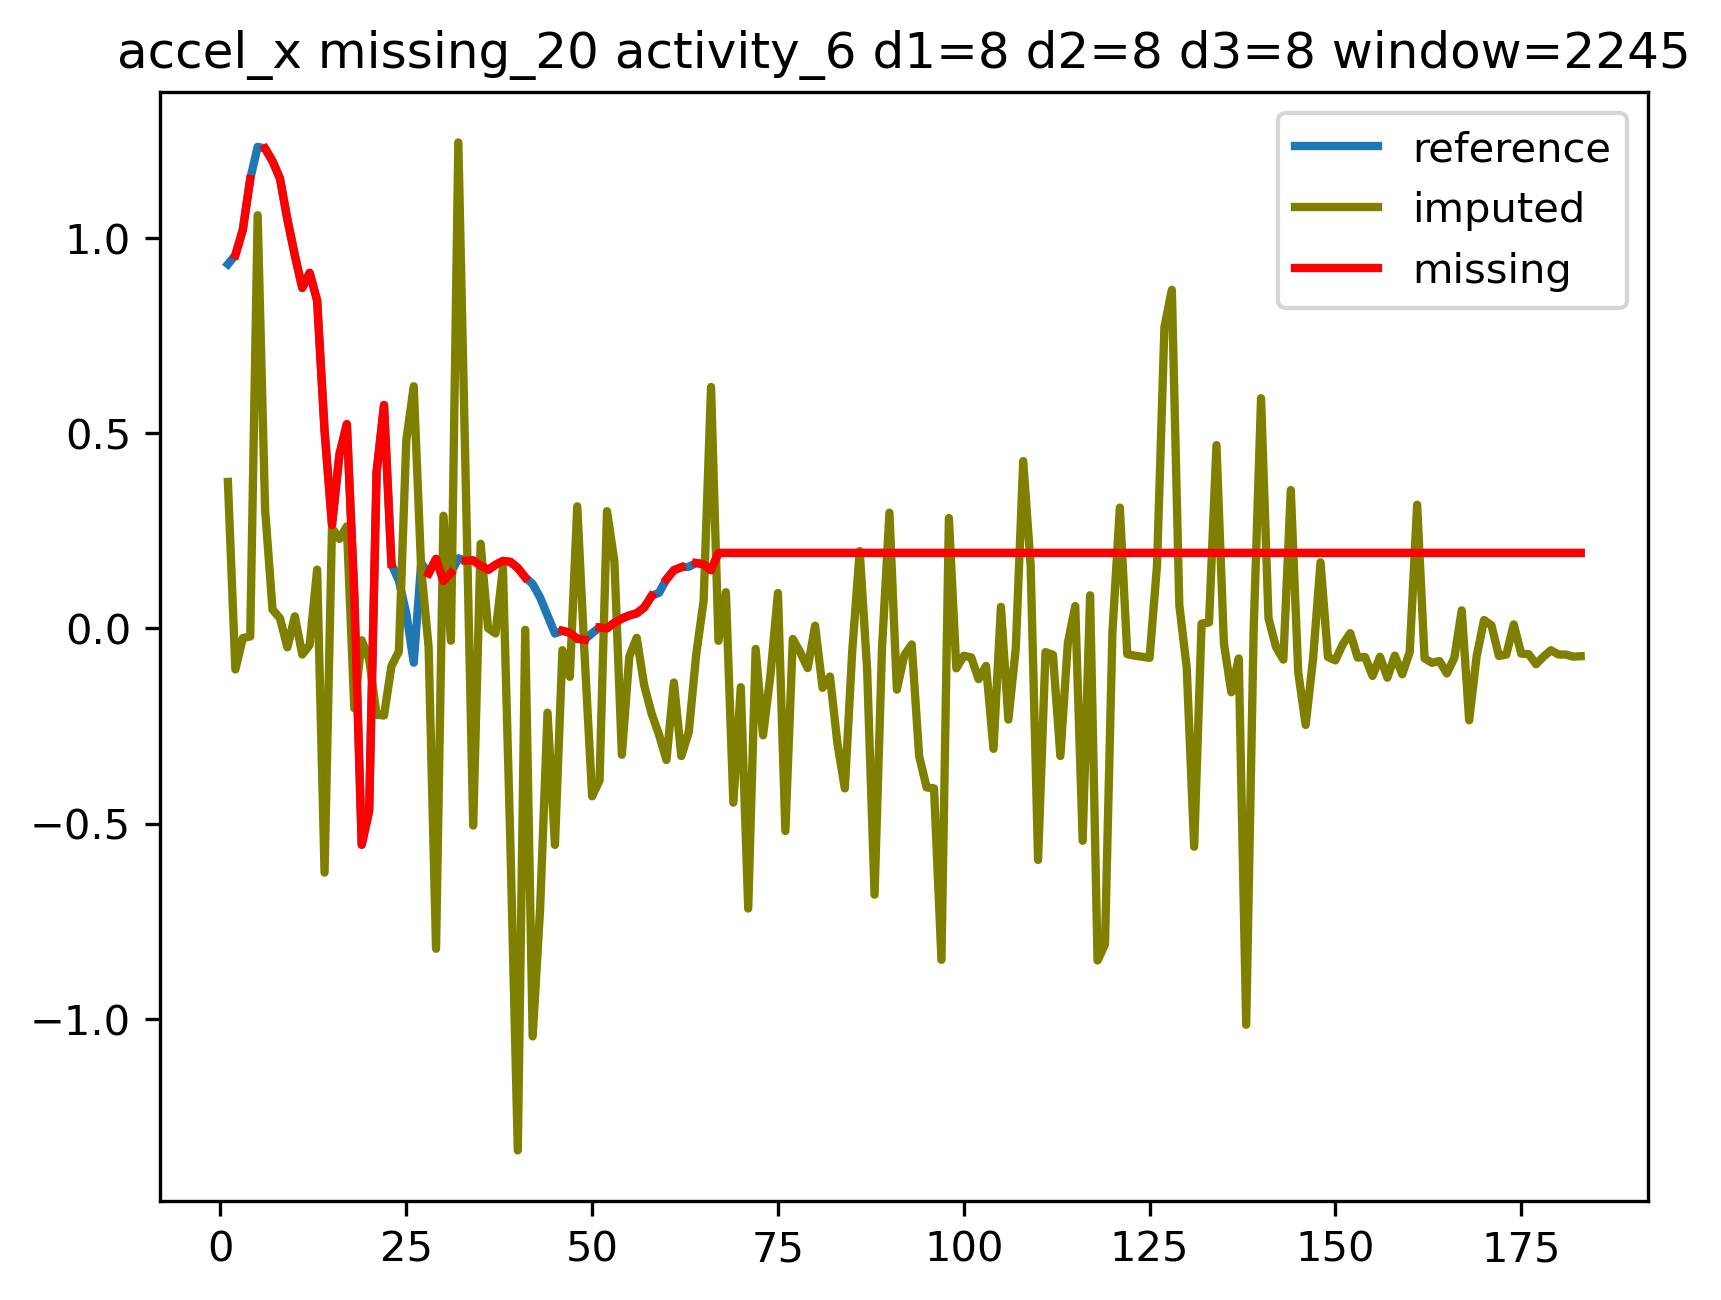 accel_x missing_20 activity_6 d1=8 d2=8 d3=8 window=2245
reference
imputed
missing
1.0
0.5
0.0
−0.5
−1.0
0 25 50 75 100 125 150 175